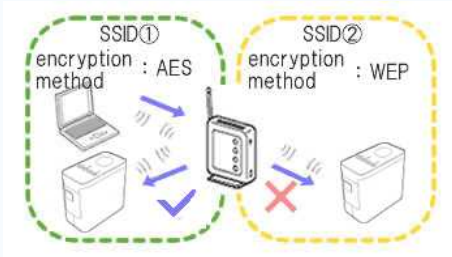 SSID①
encryption
method : AES
SSID②
encryption
method : WEP